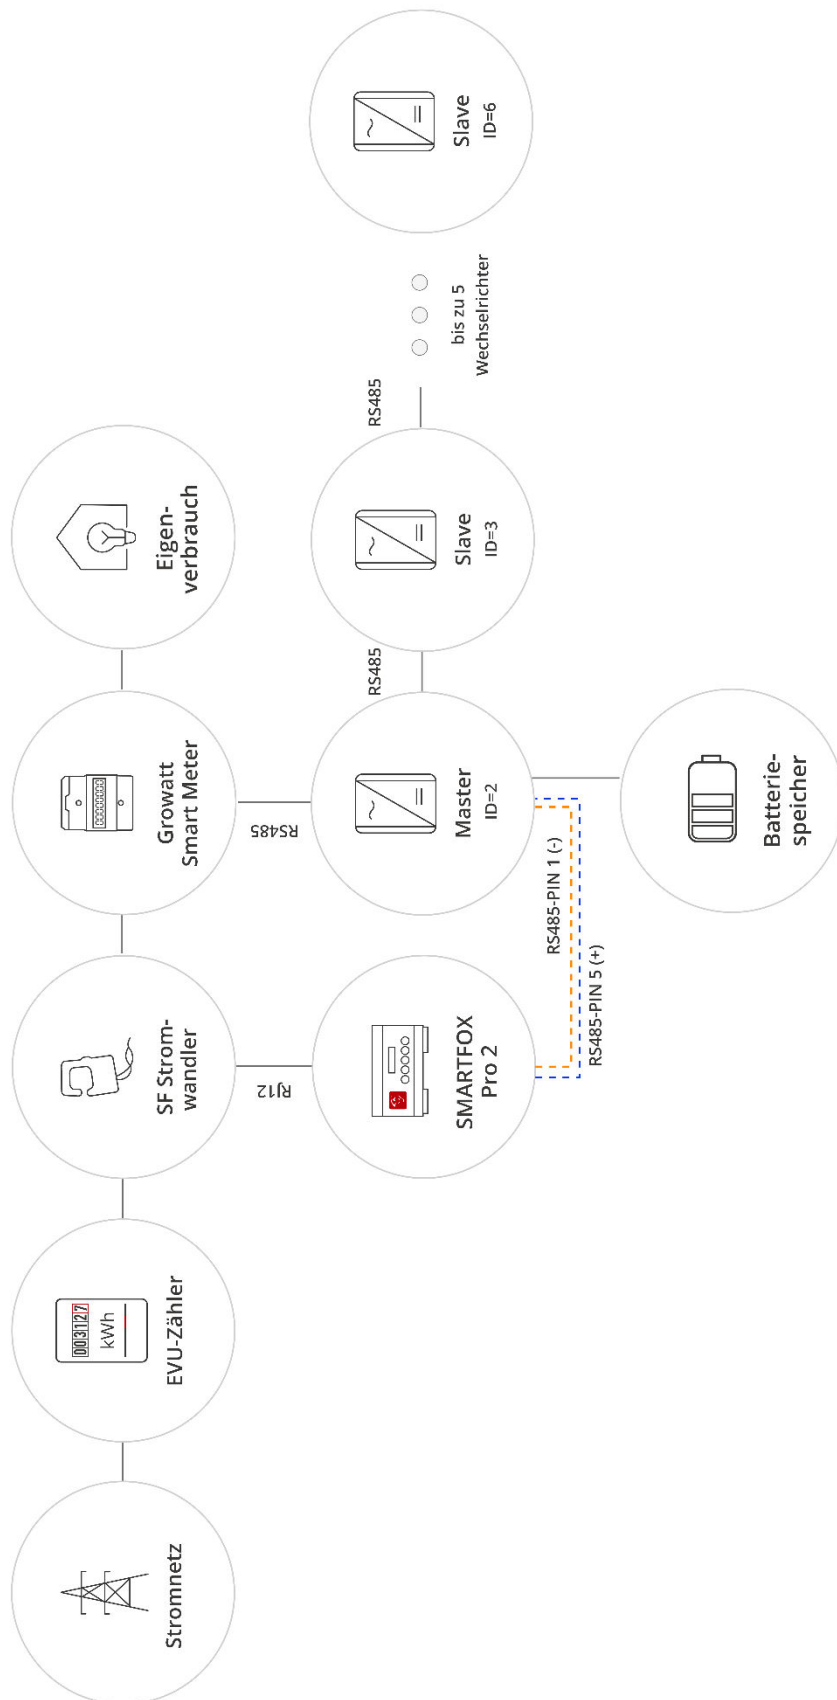 Stromnetz
003127
kWh
EVU-Zähler
SF Strom-
wandler
Growatt
Smart Meter
Eigen-
verbrauch
RJ12
RS485
SMARTFOX
Pro 2
Master
ID=2
RS485
Slave
ID=3
RS485
bis zu 5
Wechselrichter
Slave
ID=6
RS485-PIN 1 (-)
RS485-PIN 5 (+)
Batterie-
speicher